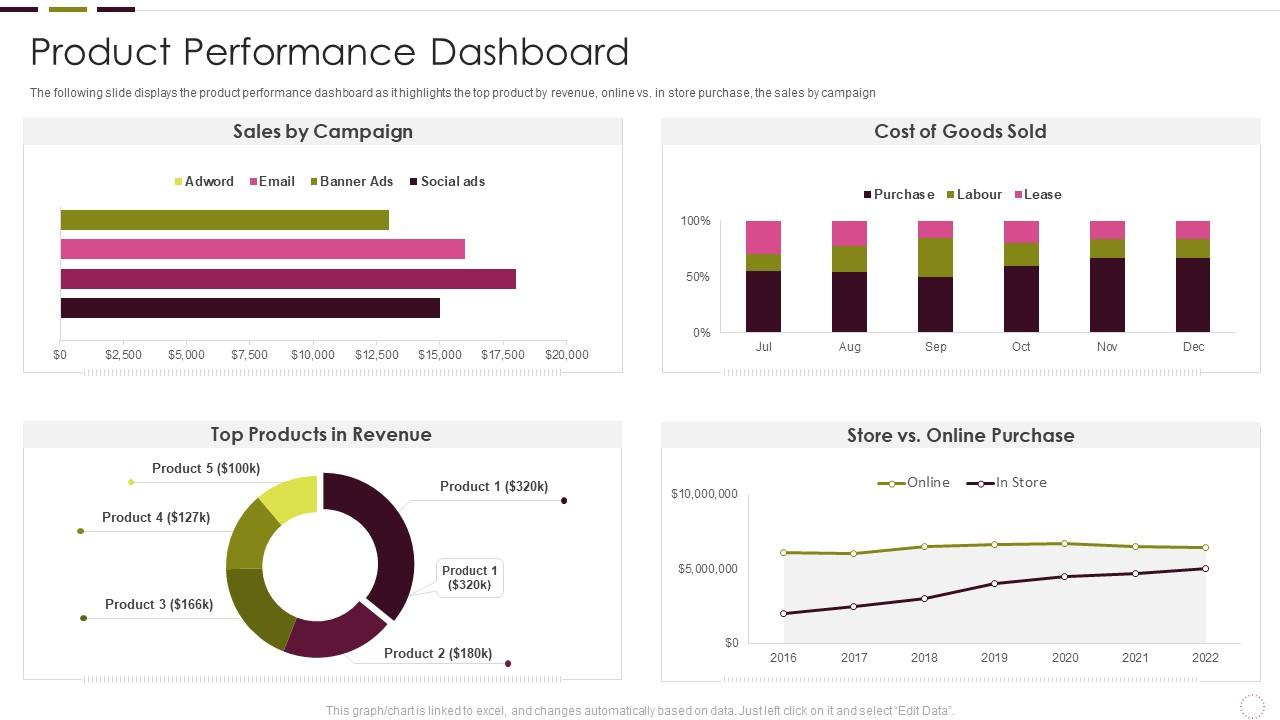 Product Performance Dashboard
The following slide displays the product performance dashboard as it highlights the top product by revenue, online vs. in store purchase, the sales by campaign
Sales by Campaign
Adword Email Banner Ads Social ads
$0 $2,500 $5,000 $7,500 $10,000 $12,500 $15,000 $17,500 $20,000
Cost of Goods Sold
Purchase Labour Lease
100%
50%
0%
Jul Aug Sep Oct Nov Dec
Top Products in Revenue
Product 5 ($100k)
Product 1 ($320k)
Product 4 ($127k)
Product 1
($320k)
Product 3 ($166k)
Product 2 ($180k)
Store vs. Online Purchase
Online In Store
$10,000,000
$5,000,000
$0
2016 2017 2018 2019 2020 2021 2022
This graph/chart is linked to excel, and changes automatically based on data. Just left click on it and select “Edit Data”.